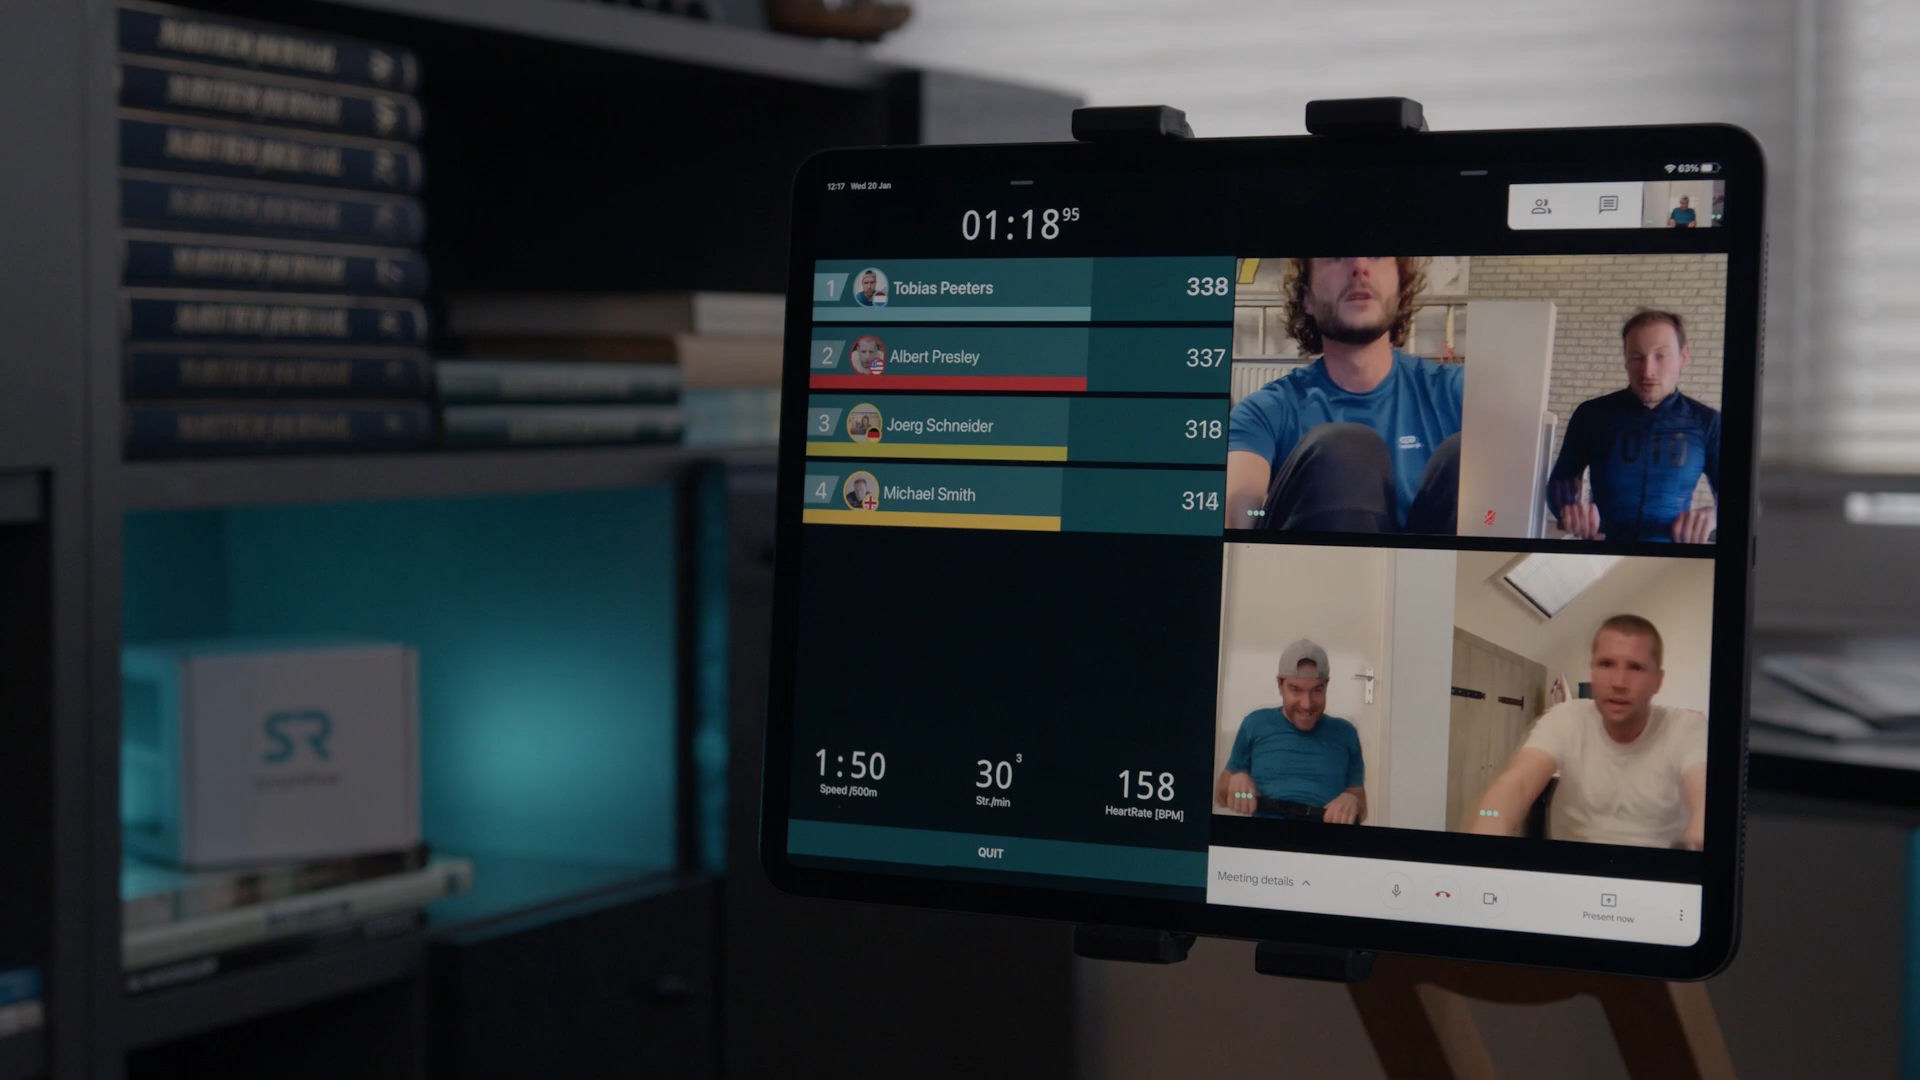 12:17 Wed 20 Jan
63%
01:18 95
1 Tobias Peeters 338
2 Albert Presley 337
3 Joerg Schneider 318
4 Michael Smith 314
1:50 30 3 158
Speed /500m Str./min HeartRate [BPM]
QUIT
Meeting details
Present now
SR